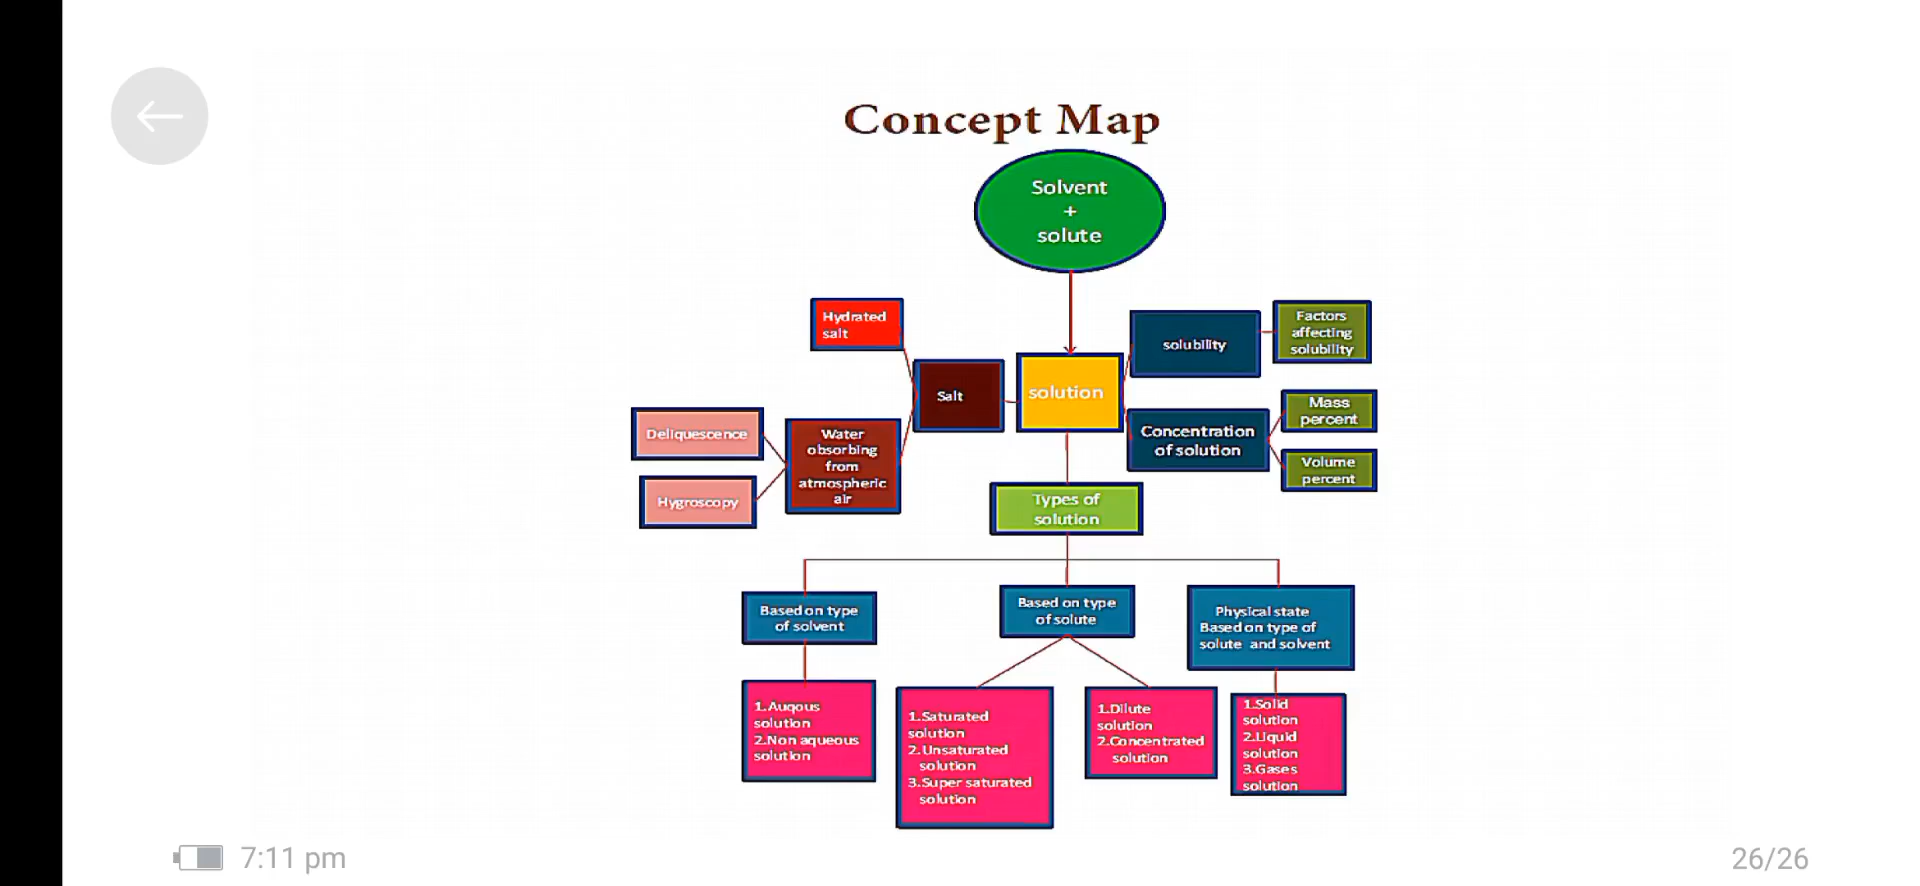 Concept Map
Solvent
+
solute
Hydrated
salt
Salt
solution
solubility
Factors
affecting
solubility
Concentration
of solution
Mass
percent
Volume
percent
Deliquescence
Hygroscopy
Water
obsorbing
from
atmospheric
air
Types of
solution
Based on type
of solvent
Based on type
of solute
Physical state
Based on type of
solute and solvent
1.Auqous
solution
2.Non aqueous
solution
1.Saturated
solution
2.Unsaturated
solution
3.Super saturated
solution
1.Dilute
solution
2.Concentrated
solution
1.Solid
solution
2.Liquid
solution
3.Gases
solution
7:11 pm
26/26